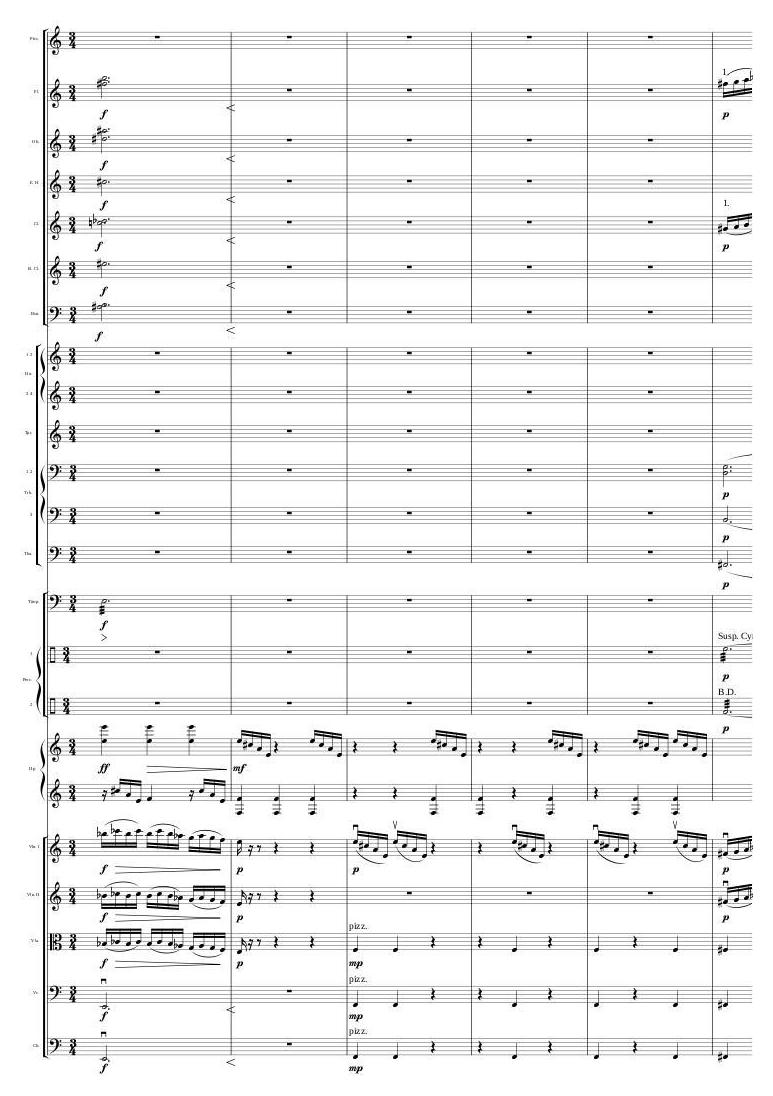 Picc.
Fl.
1.
f
p
Ob.
f
E. H.
f
1.
Cl.
f
p
B. Cl.
f
Bsn.
f
1 2
Hn.
3 4
Tpt.
1 2
p
Tbk.
3
p
Tba.
p
Timp.
f
Susp. Cy
1
p
Perc.
B.D.
2
p
ff
mf
Hp.
Vln. I
f
p
p
p
Vln. II
f
p
p
pizz.
Vla.
f
p
mp
pizz.
Vc.
f
mp
pizz.
Cb.
f
mp